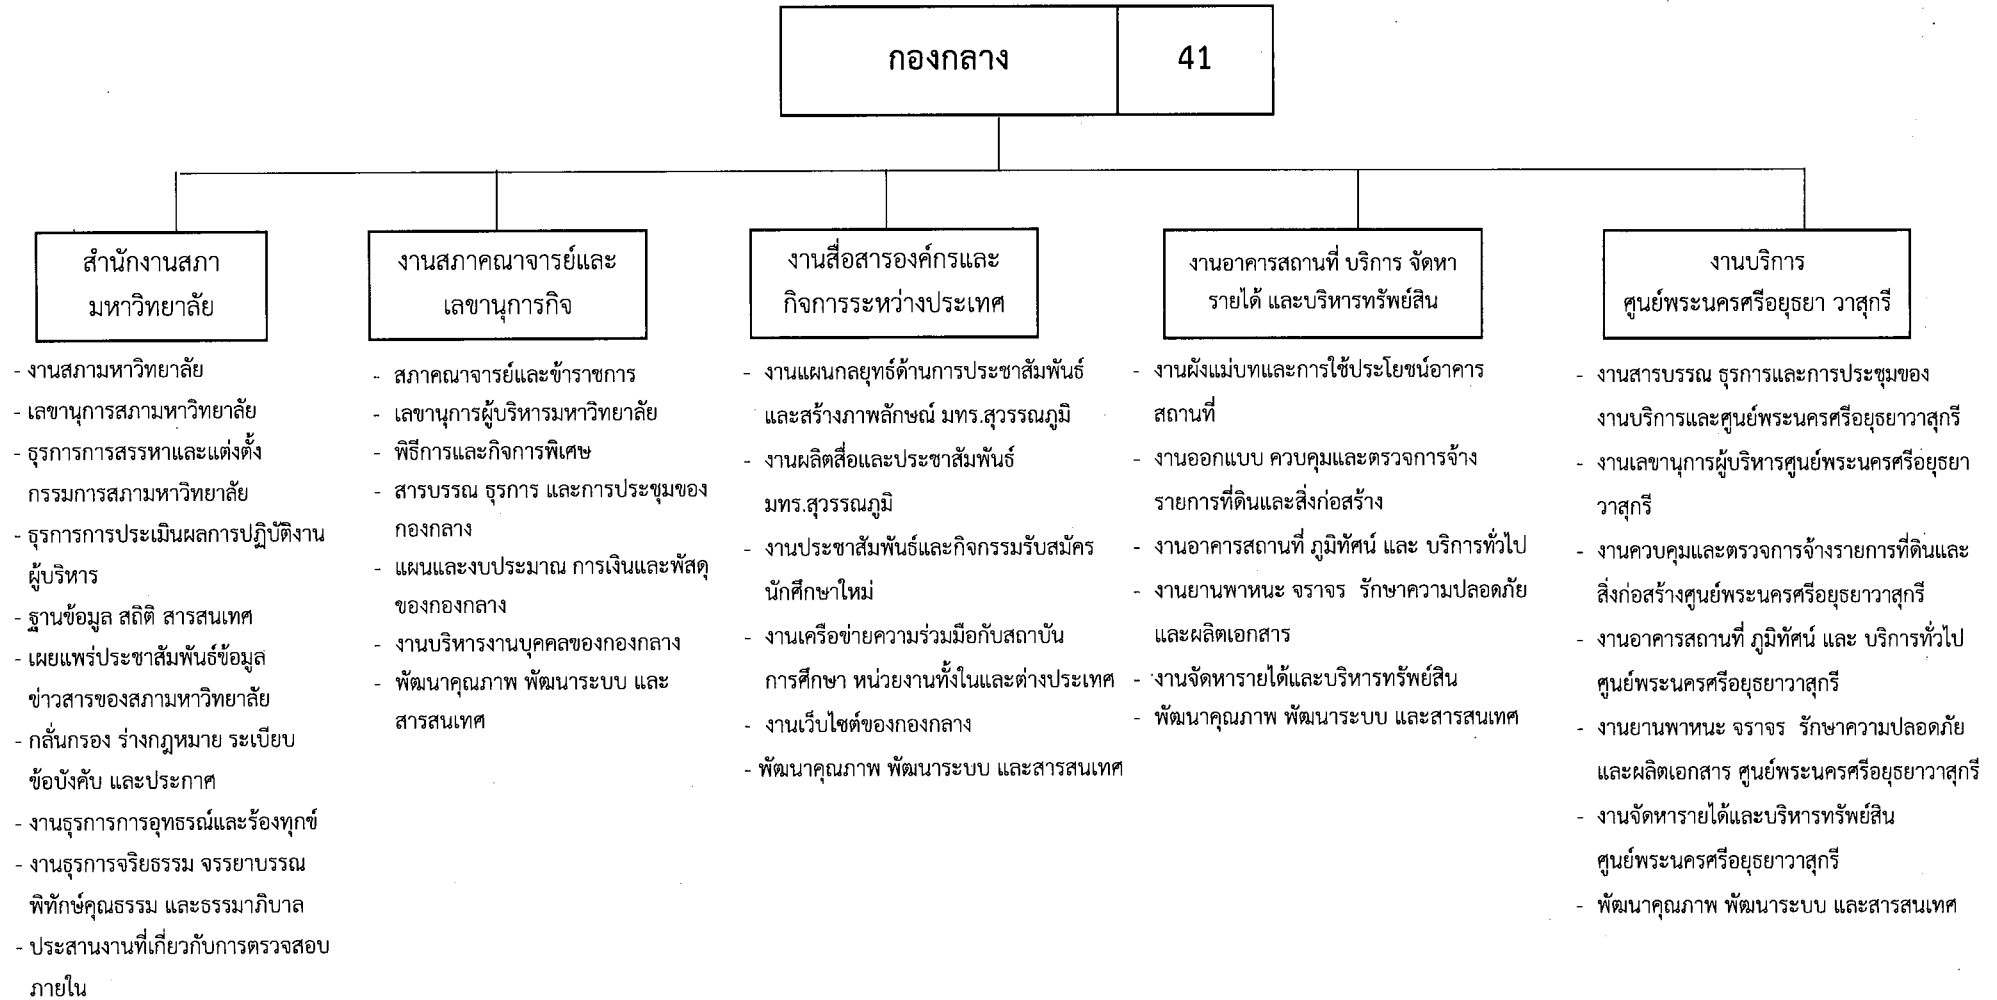 กองกลาง
41
สำนักงานสภา
มหาวิทยาลัย
- งานสภามหาวิทยาลัย
- เลขานุการสภามหาวิทยาลัย
- ธุรการการสรรหาและแต่งตั้ง
กรรมการสภามหาวิทยาลัย
- ธุรการการประเมินผลการปฏิบัติงาน
ผู้บริหาร
- ฐานข้อมูล สถิติ สารสนเทศ
- เผยแพร่ประชาสัมพันธ์ข้อมูล
ข่าวสารของสภามหาวิทยาลัย
- กลั่นกรอง ร่างกฎหมาย ระเบียบ
ข้อบังคับ และประกาศ
- งานธุรการการอุทธรณ์และร้องทุกข์
- งานธุรการจริยธรรม จรรยาบรรณ
พิทักษ์คุณธรรม และธรรมาภิบาล
- ประสานงานที่เกี่ยวกับการตรวจสอบ
ภายใน
งานสภาคณาจารย์และ
เลขานุการกิจ
- สภาคณาจารย์และข้าราชการ
- เลขานุการผู้บริหารมหาวิทยาลัย
- พิธีการและกิจการพิเศษ
- สารบรรณ ธุรการ และการประชุมของ
กองกลาง
- แผนและงบประมาณ การเงินและพัสดุ
ของกองกลาง
- งานบริหารงานบุคคลของกองกลาง
- พัฒนาคุณภาพ พัฒนาระบบ และ
สารสนเทศ
งานสื่อสารองค์กรและ
กิจการระหว่างประเทศ
- งานแผนกลยุทธ์ด้านการประชาสัมพันธ์
และสร้างภาพลักษณ์ มทร.สุวรรณภูมิ
- งานผลิตสื่อและประชาสัมพันธ์
มทร.สุวรรณภูมิ
- งานประชาสัมพันธ์และกิจกรรมรับสมัคร
นักศึกษาใหม่
- งานเครือข่ายความร่วมมือกับสถาบัน
การศึกษา หน่วยงานทั้งในและต่างประเทศ
- งานเว็บไซต์ของกองกลาง
- พัฒนาคุณภาพ พัฒนาระบบ และสารสนเทศ
งานอาคารสถานที่ บริการ จัดหา
รายได้ และบริหารทรัพย์สิน
- งานผังแม่บทและการใช้ประโยชน์อาคาร
สถานที่
- งานออกแบบ ควบคุมและตรวจการจ้าง
รายการที่ดินและสิ่งก่อสร้าง
- งานอาคารสถานที่ ภูมิทัศน์ และ บริการทั่วไป
- งานยานพาหนะ จราจร รักษาความปลอดภัย
และผลิตเอกสาร
- งานจัดหารายได้และบริหารทรัพย์สิน
- พัฒนาคุณภาพ พัฒนาระบบ และสารสนเทศ
งานบริการ
ศูนย์พระนครศรีอยุธยา วาสุกรี
- งานสารบรรณ ธุรการและการประชุมของ
งานบริการและศูนย์พระนครศรีอยุธยาวาสุกรี
- งานเลขานุการผู้บริหารศูนย์พระนครศรีอยุธยา
วาสุกรี
- งานควบคุมและตรวจการจ้างรายการที่ดินและ
สิ่งก่อสร้างศูนย์พระนครศรีอยุธยาวาสุกรี
- งานอาคารสถานที่ ภูมิทัศน์ และ บริการทั่วไป
ศูนย์พระนครศรีอยุธยาวาสุกรี
- งานยานพาหนะ จราจร รักษาความปลอดภัย
และผลิตเอกสาร ศูนย์พระนครศรีอยุธยาวาสุกรี
- งานจัดหารายได้และบริหารทรัพย์สิน
ศูนย์พระนครศรีอยุธยาวาสุกรี
- พัฒนาคุณภาพ พัฒนาระบบ และสารสนเทศ